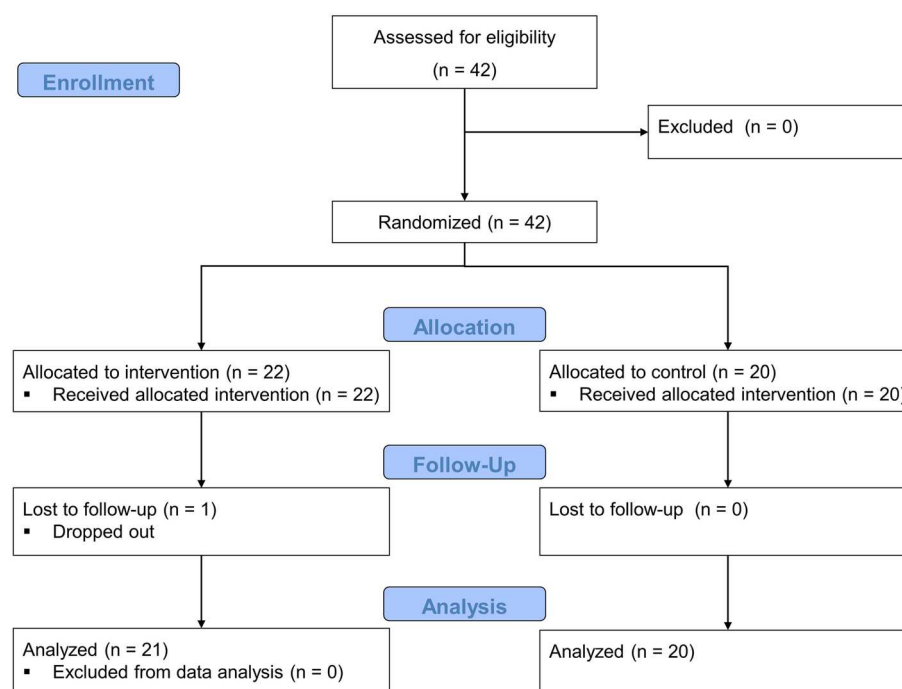 Assessed for eligibility
(n = 42)
Enrollment
Excluded (n = 0)
Randomized (n = 42)
Allocation
Allocated to intervention (n = 22)
▪ Received allocated intervention (n = 22)
Allocated to control (n = 20)
▪ Received allocated intervention (n = 20)
Follow-Up
Lost to follow-up (n = 1)
▪ Dropped out
Lost to follow-up (n = 0)
Analysis
Analyzed (n = 21)
▪ Excluded from data analysis (n = 0)
Analyzed (n = 20)